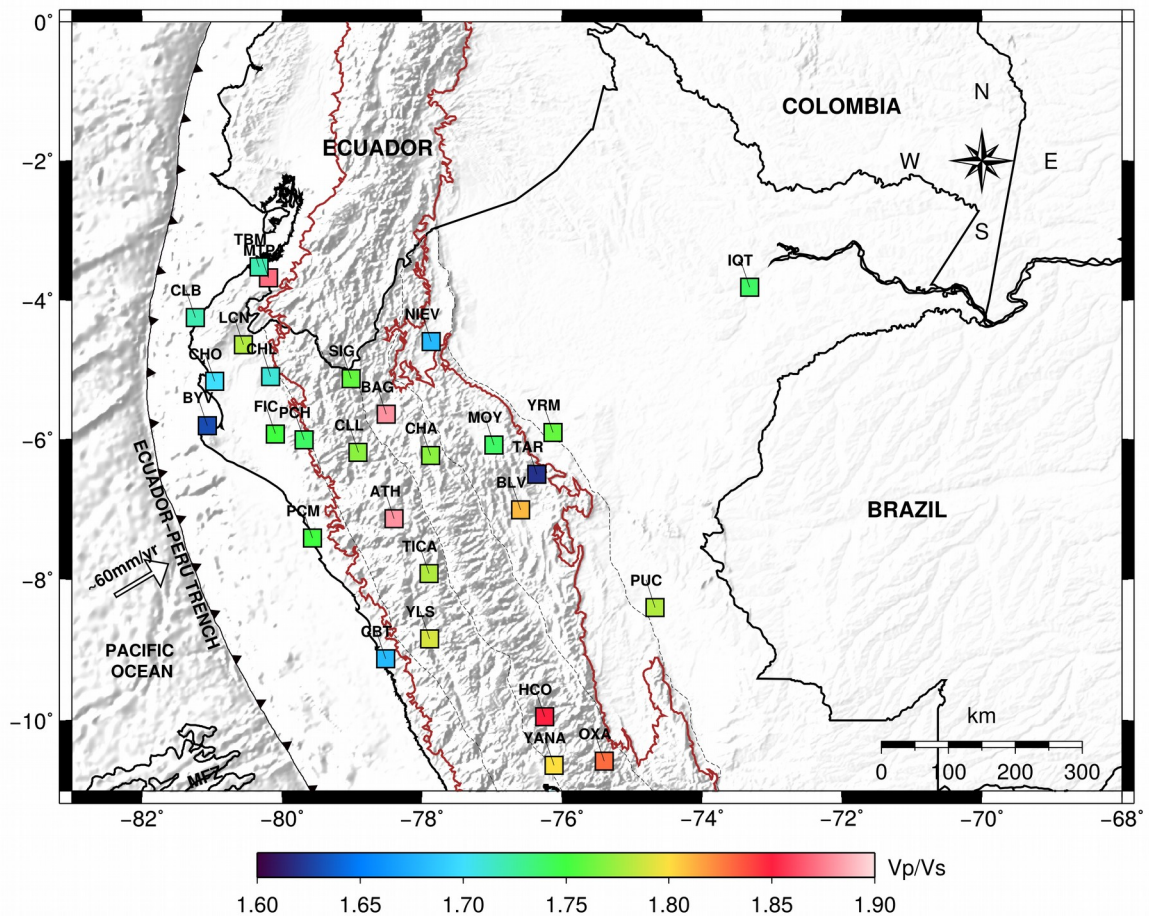 0°
−2°
−4°
−6°
−8°
−10°
ECUADOR
COLOMBIA
N
W
E
S
TBM
MTP
CLB
LCN
CHO
CHL
SIG
NIEV
IQT
BYV
BAG
FIC
PCH
CLL
CHA
MOY
YRM
TAR
BLV
ATH
BRAZIL
PCM
TICA
ECUADOR−PERU TRENCH
~60mm/yr
PUC
YLS
CBT
PACIFIC
OCEAN
HCO
YANA
OXA
MFZ
km
0 100 200 300
−82° −80° −78° −76° −74° −72° −70° −68°
Vp/Vs
1.60 1.65 1.70 1.75 1.80 1.85 1.90